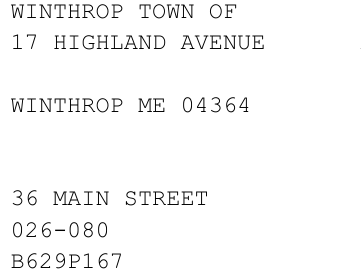 WINTHROP TOWN OF
17 HIGHLAND AVENUE
WINTHROP ME 04364
36 MAIN STREET
026-080
B629P167